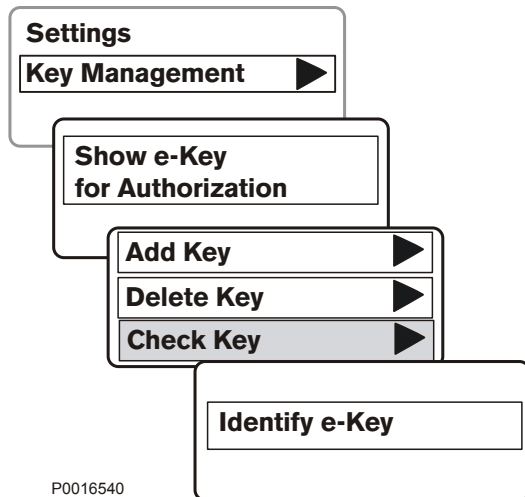 Settings
Key Management
Show e-Key
for Authorization
Add Key
Delete Key
Check Key
Identify e-Key
P0016540